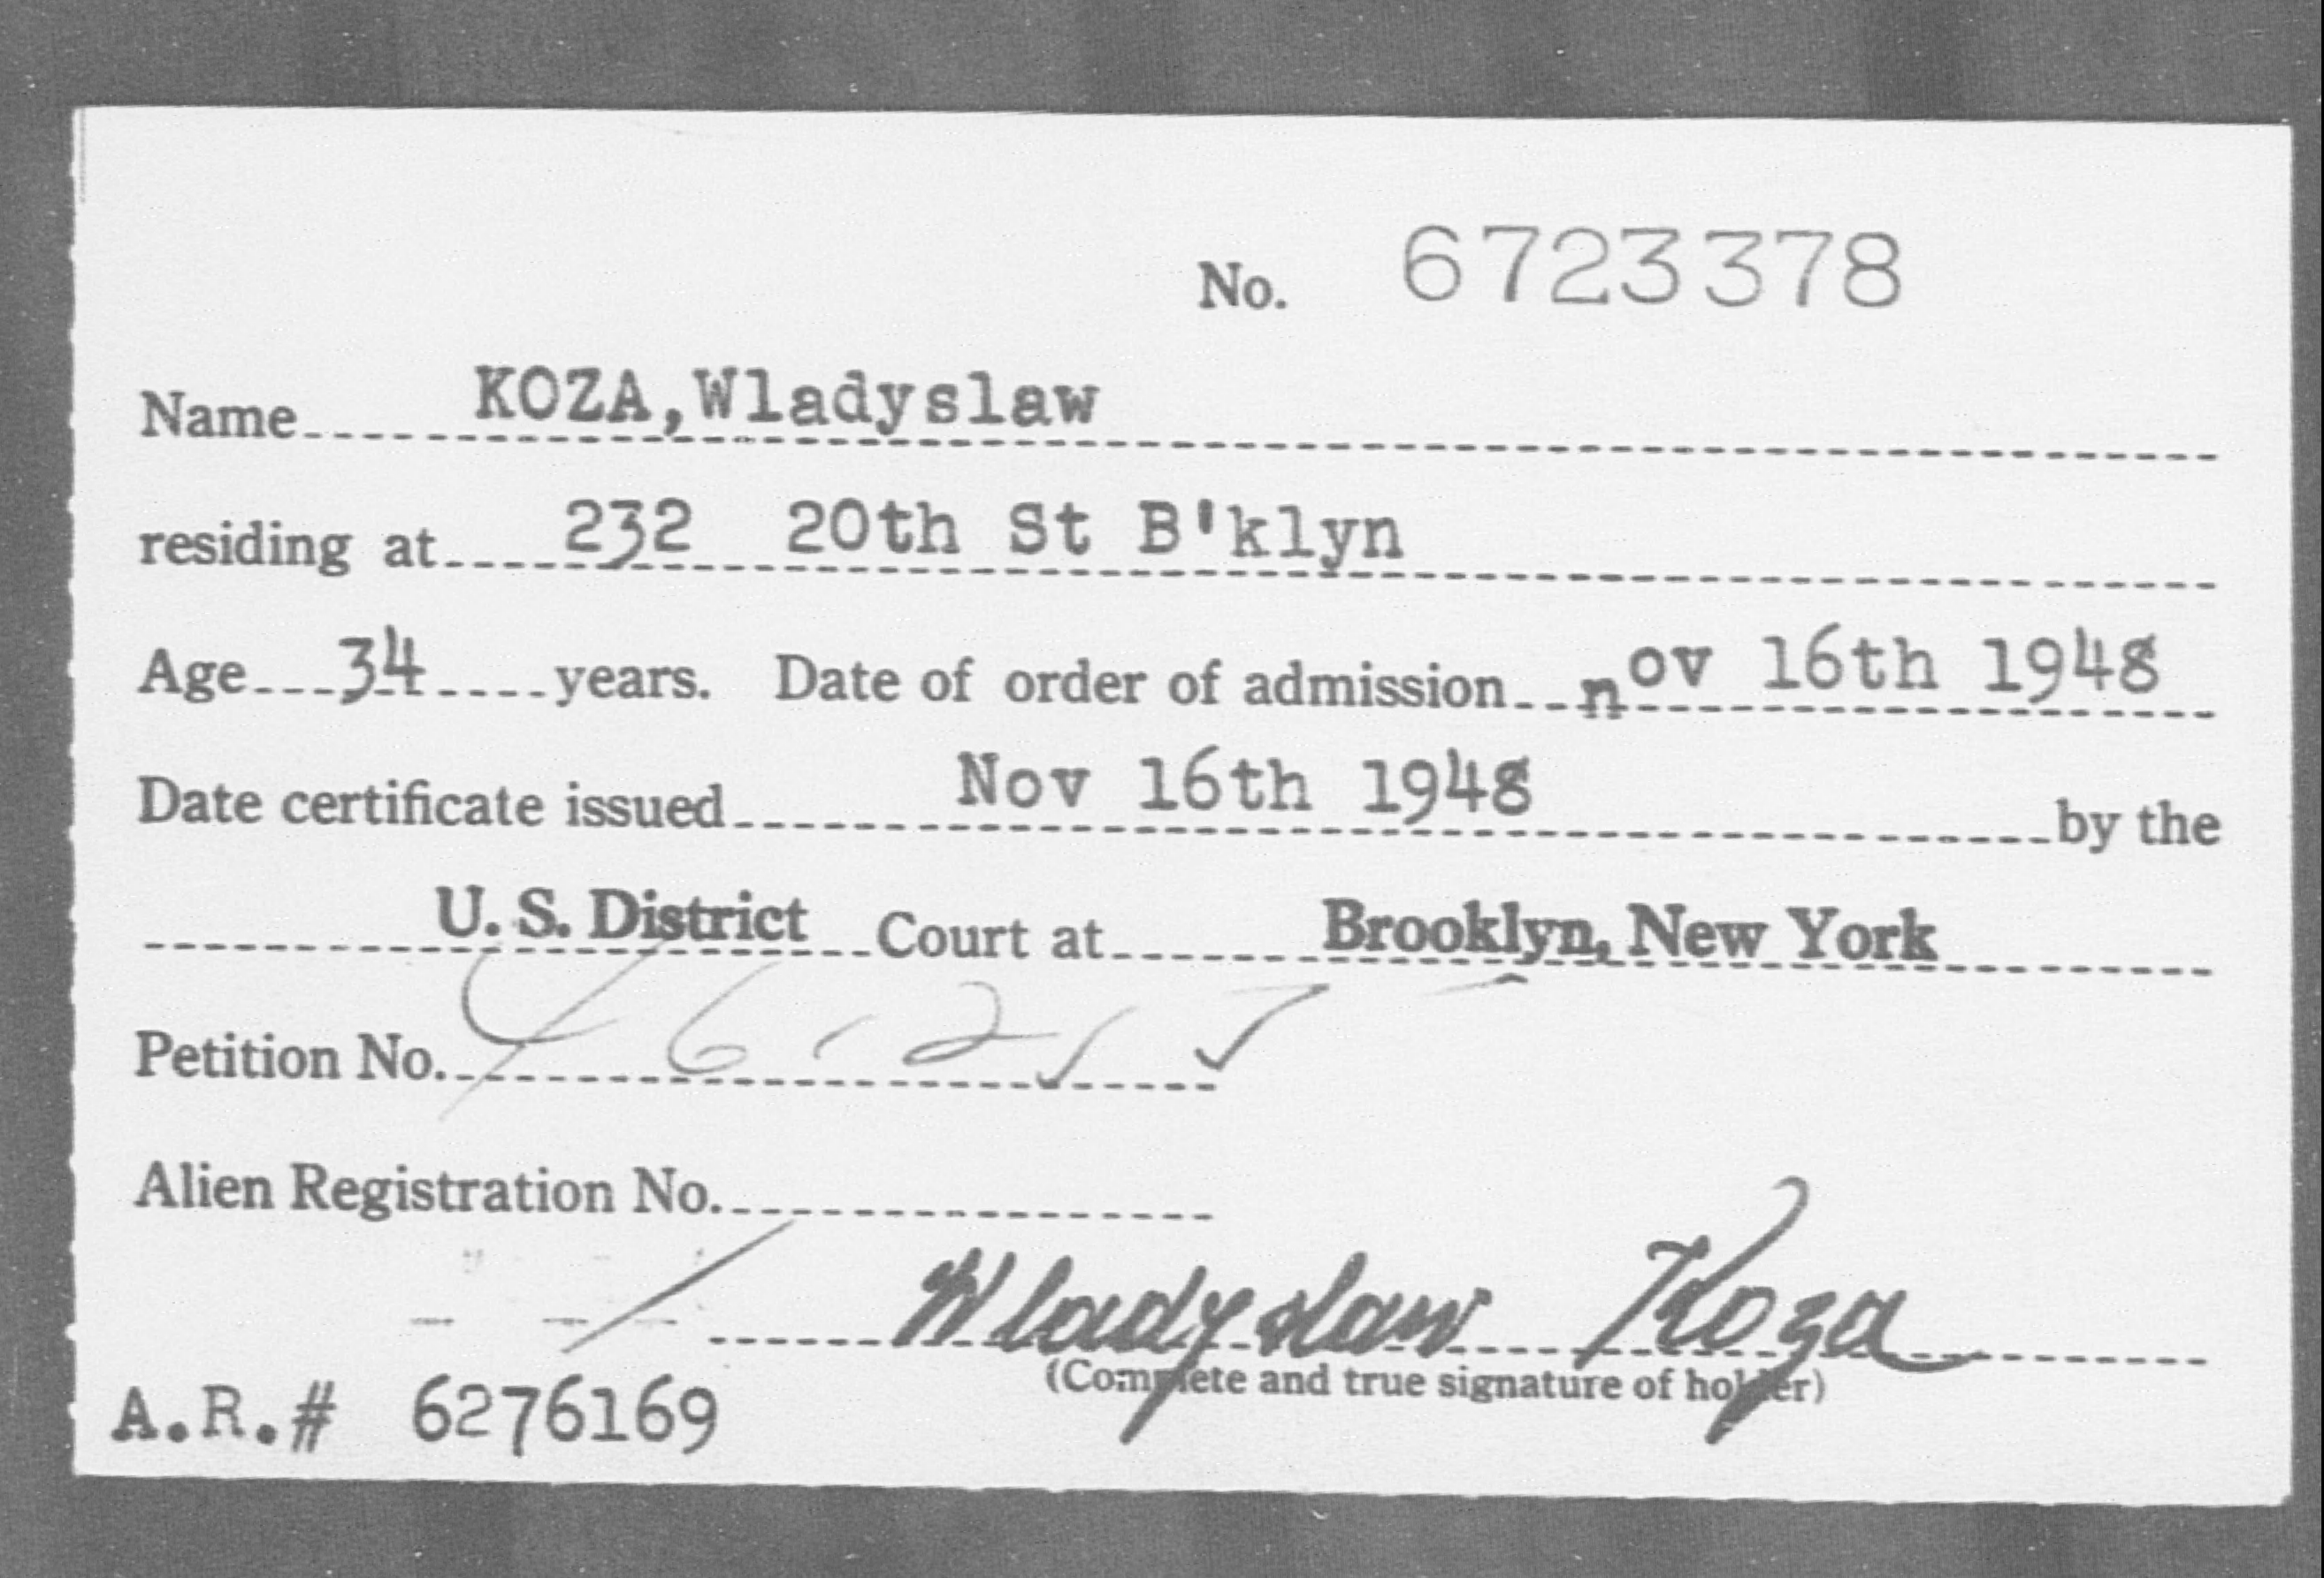 No. 6723378
Name KOZA,Wladyslaw
residing at 232 20th St B'klyn
Age 34 years. Date of order of admission nov 16th 1948
Date certificate issued Nov 16th 1948 by the
U. S. District Court at Brooklyn, New York
Petition No.
Alien Registration No.
Wladyslaw Koza
(Complete and true signature of holder)
A.R.# 6276169